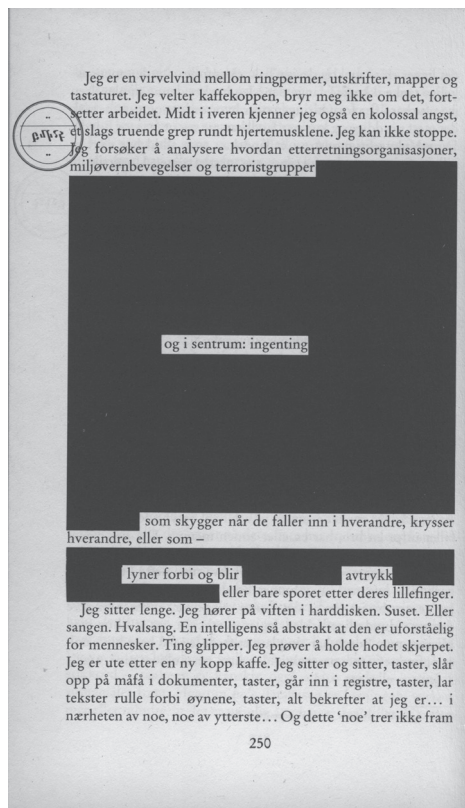 Jeg er en virvelvind mellom ringpermer, utskrifter, mapper og
tastaturet. Jeg velter kaffekoppen, bryr meg ikke om det, fort-
setter arbeidet. Midt i iveren kjenner jeg også en kolossal angst,
et slags truende grep rundt hjertemusklene. Jeg kan ikke stoppe.
Jeg forsøker å analysere hvordan etterretningsorganisasjoner,
miljøvernbevegelser og terroristgrupper
og i sentrum: ingenting
som skygger når de faller inn i hverandre, krysser
hverandre, eller som –
lyner forbi og blir avtrykk
eller bare sporet etter deres lillefinger.
Jeg sitter lenge. Jeg hører på viften i harddisken. Suset. Eller
sangen. Hvalsang. En intelligens så abstrakt at den er uforståelig
for mennesker. Ting glipper. Jeg prøver å holde hodet skjerpet.
Jeg er ute etter en ny kopp kaffe. Jeg sitter og sitter, taster, slår
opp på måfå i dokumenter, taster, går inn i registre, taster, lar
tekster rulle forbi øynene, taster, alt bekrefter at jeg er... i
nærheten av noe, noe av ytterste... Og dette ‘noe’ trer ikke fram
250